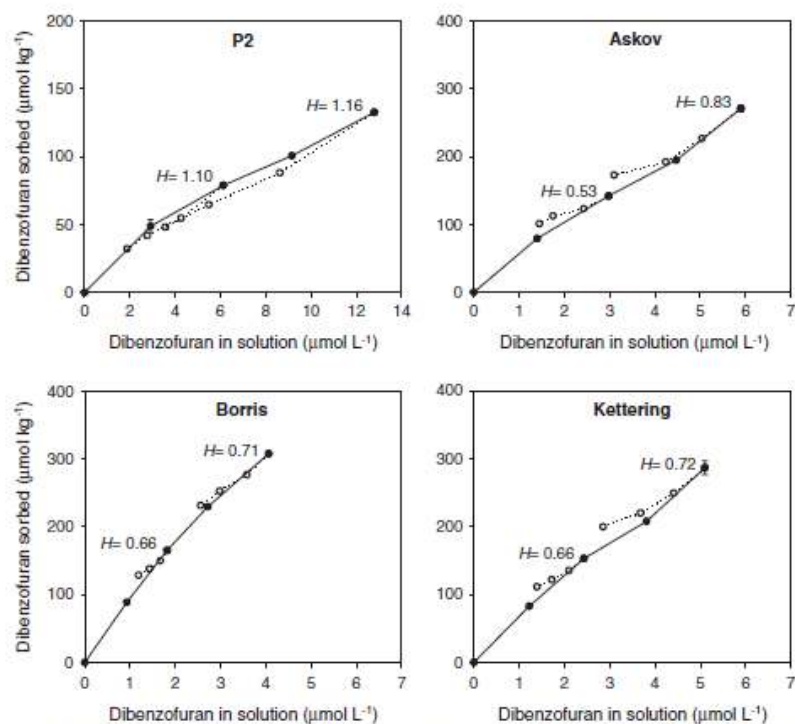 P2
200
150
100
50
0
H= 1.16
H= 1.10
0 2 4 6 8 10 12 14
Dibenzofuran sorbed (µmol kg⁻¹)
Dibenzofuran in solution (µmol L⁻¹)
Askov
400
300
200
100
0
H= 0.83
H= 0.53
0 1 2 3 4 5 6 7
Dibenzofuran in solution (µmol L⁻¹)
Borris
400
300
200
100
0
H= 0.71
H= 0.66
0 1 2 3 4 5 6 7
Dibenzofuran sorbed (µmol kg⁻¹)
Dibenzofuran in solution (µmol L⁻¹)
Kettering
400
300
200
100
0
H= 0.72
H= 0.66
0 1 2 3 4 5 6 7
Dibenzofuran in solution (µmol L⁻¹)